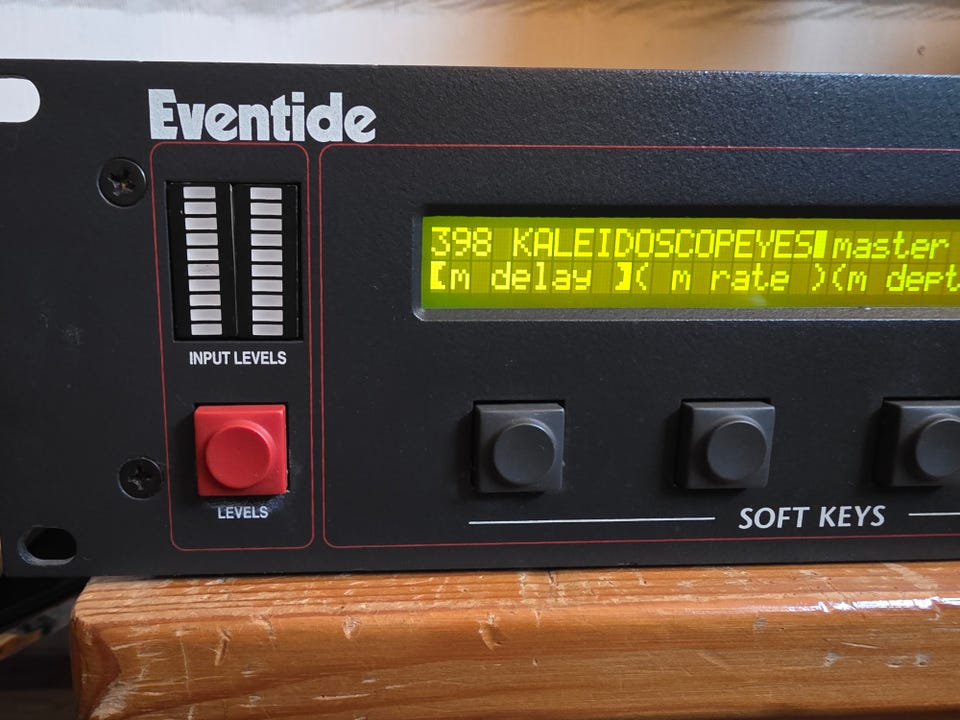 Eventide
398 KALEIDOSCOPEYES master
[m delay ]( m rate )(m dept
INPUT LEVELS
LEVELS
SOFT KEYS